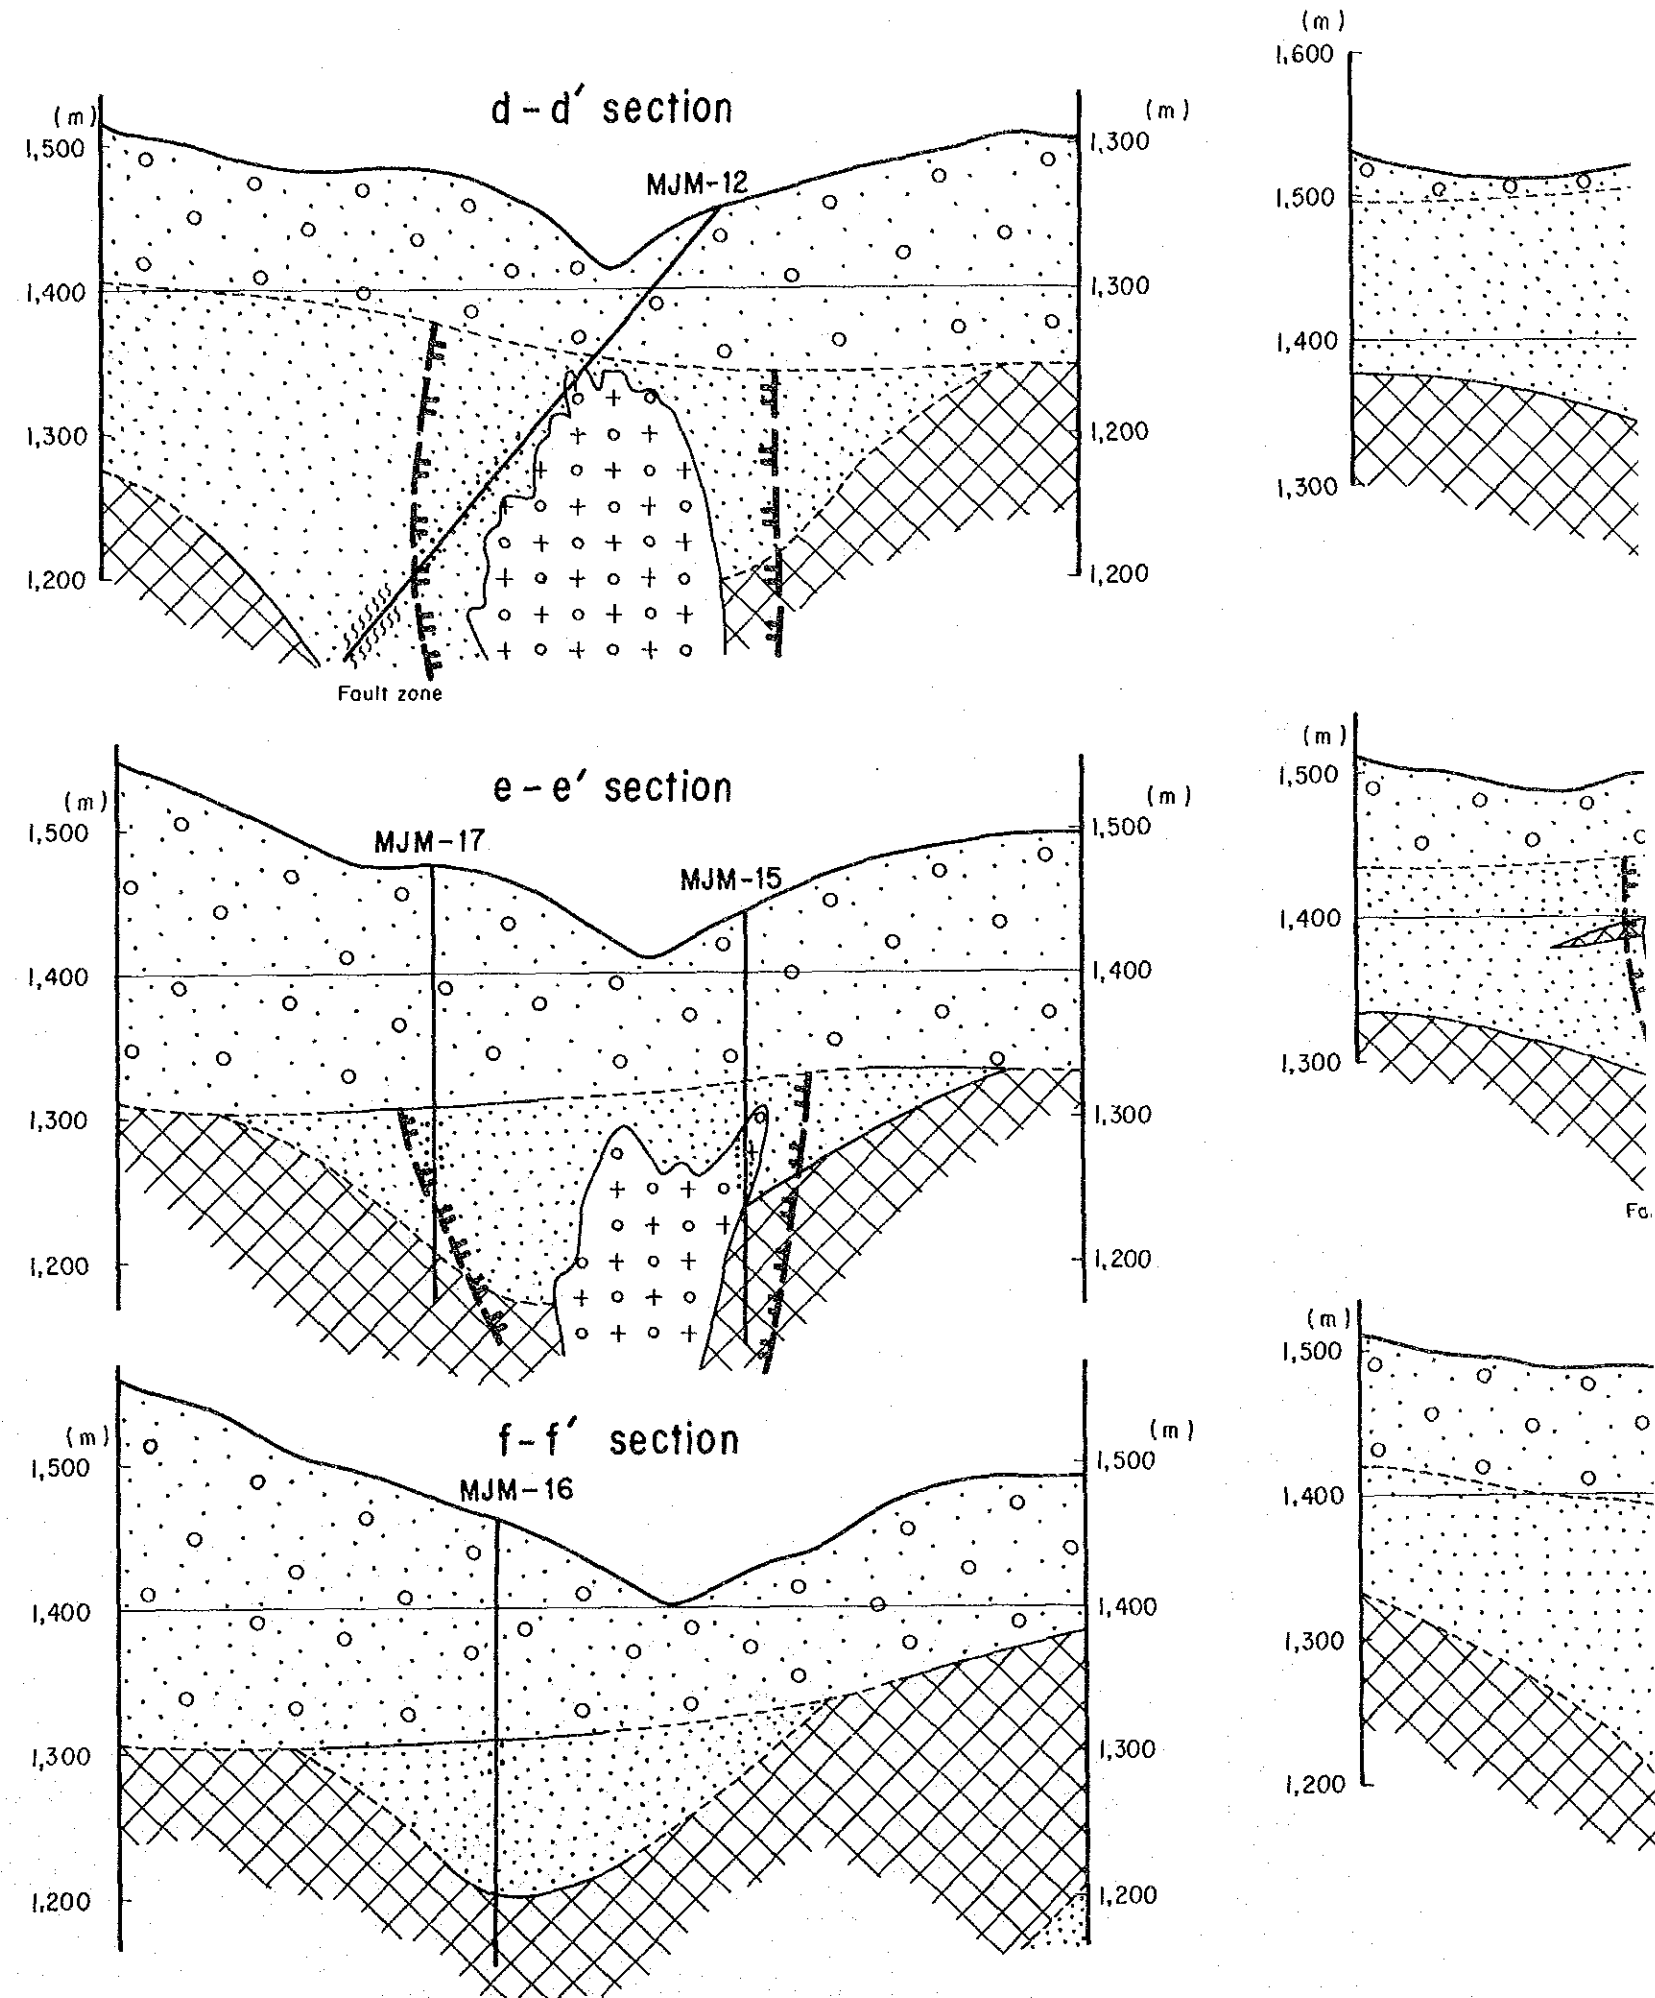 d-d′ section
(m)
(m)
1,500
1,300
MJM-12
1,400
1,300
1,300
1,200
1,200
1,200
Fault zone
e-e′ section
(m)
(m)
1,500
1,500
MJM-17
MJM-15
1,400
1,400
1,300
1,300
1,200
1,200
f-f′ section
(m)
(m)
1,500
1,500
MJM-16
1,400
1,400
1,300
1,300
1,200
1,200
(m)
1,600
1,500
1,400
1,300
(m)
1,500
1,400
1,300
Fa
(m)
1,500
1,400
1,300
1,200